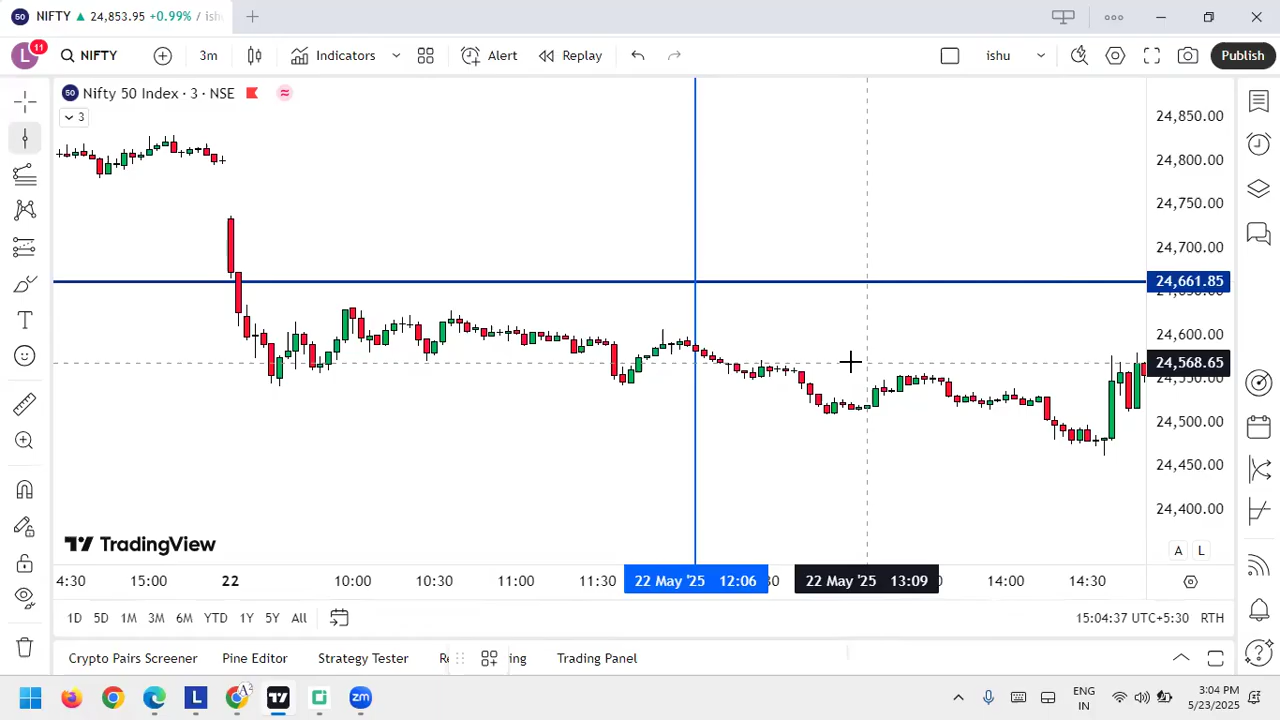 NIFTY ▲ 24,853.95 +0.99% / ishu
L 11 NIFTY 3m Indicators Alert Replay ishu Publish
50 Nifty 50 Index · 3 · NSE
3
24,850.00
24,800.00
24,750.00
24,700.00
24,661.85
24,600.00
24,568.65
24,550.00
24,500.00
24,450.00
24,400.00
TradingView
A L
4:30 15:00 22 10:00 10:30 11:00 11:30 22 May '25 12:06 22 May '25 13:09 14:00 14:30
1D 5D 1M 3M 6M YTD 1Y 5Y All 15:04:37 UTC+5:30 RTH
Crypto Pairs Screener Pine Editor Strategy Tester Trading Panel
L A zm ENG 3:04 PM
IN 5/23/2025